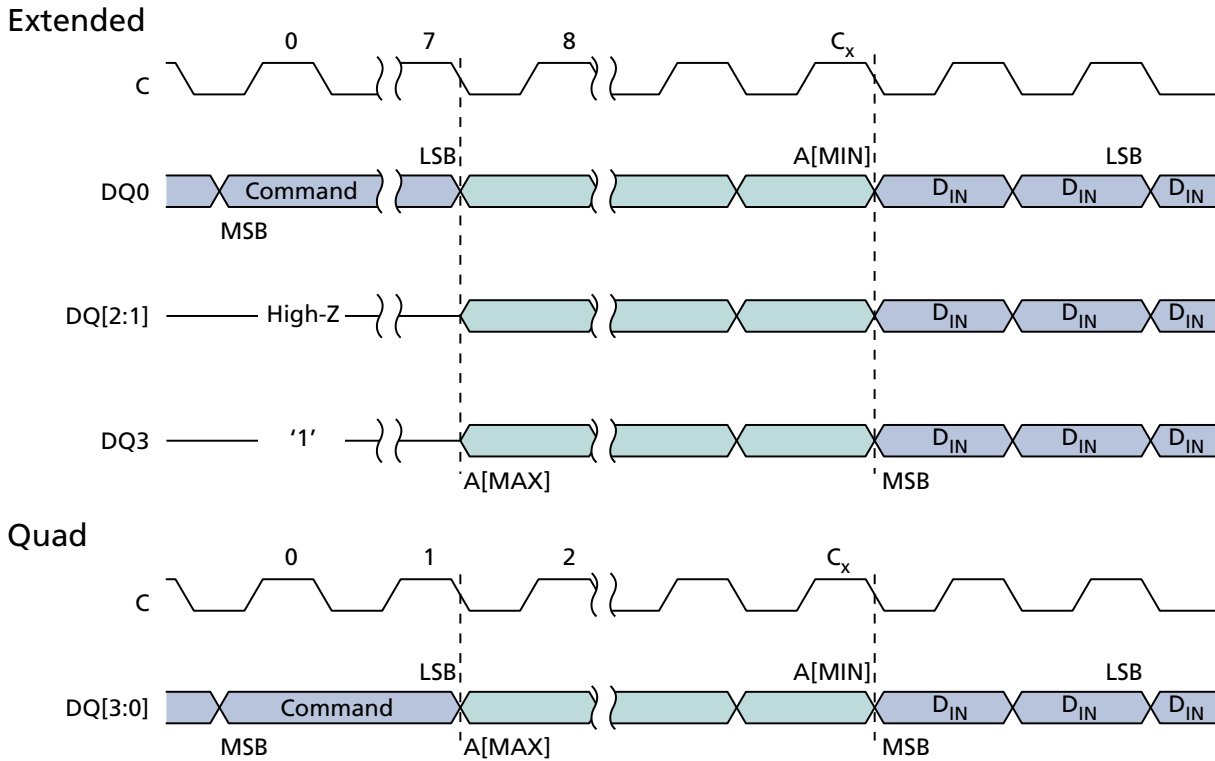 Extended
0 7 8 Cx
C
LSB A[MIN] LSB
DQ0 Command DIN DIN DIN
MSB
DQ[2:1] High-Z DIN DIN DIN
DQ3 ‘1’ DIN DIN DIN
A[MAX] MSB
Quad
0 1 2 Cx
C
LSB A[MIN] LSB
DQ[3:0] Command DIN DIN DIN
MSB A[MAX] MSB